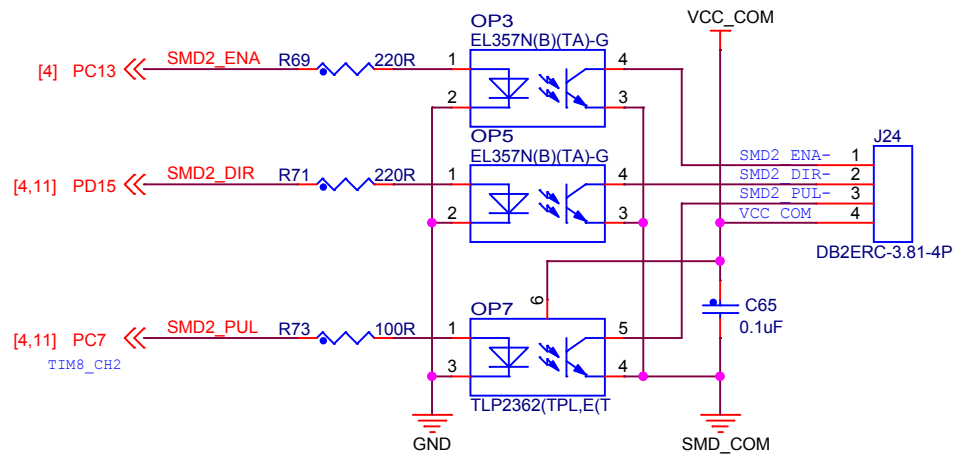 OP3
EL357N(B)(TA)-G
VCC_COM
[4] PC13 SMD2_ENA R69 220R 1 4
2 3
OP5
EL357N(B)(TA)-G
J24
SMD2_ENA- 1
SMD2_DIR- 2
SMD2_PUL- 3
VCC_COM 4
DB2ERC-3.81-4P
[4,11] PD15 SMD2_DIR R71 220R 1 4
2 3
6
OP7
C65
0.1uF
[4,11] PC7 SMD2_PUL R73 100R 1 5
TIM8_CH2
3 4
TLP2362(TPL,E(T
GND
SMD_COM